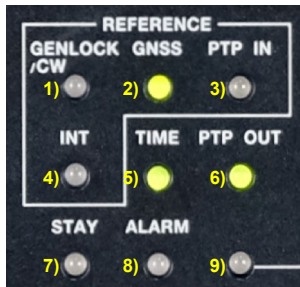 REFERENCE
GENLOCK GNSS PTP IN
/CW
1) 2) 3)
INT TIME PTP OUT
4) 5) 6)
STAY ALARM
7) 8) 9)